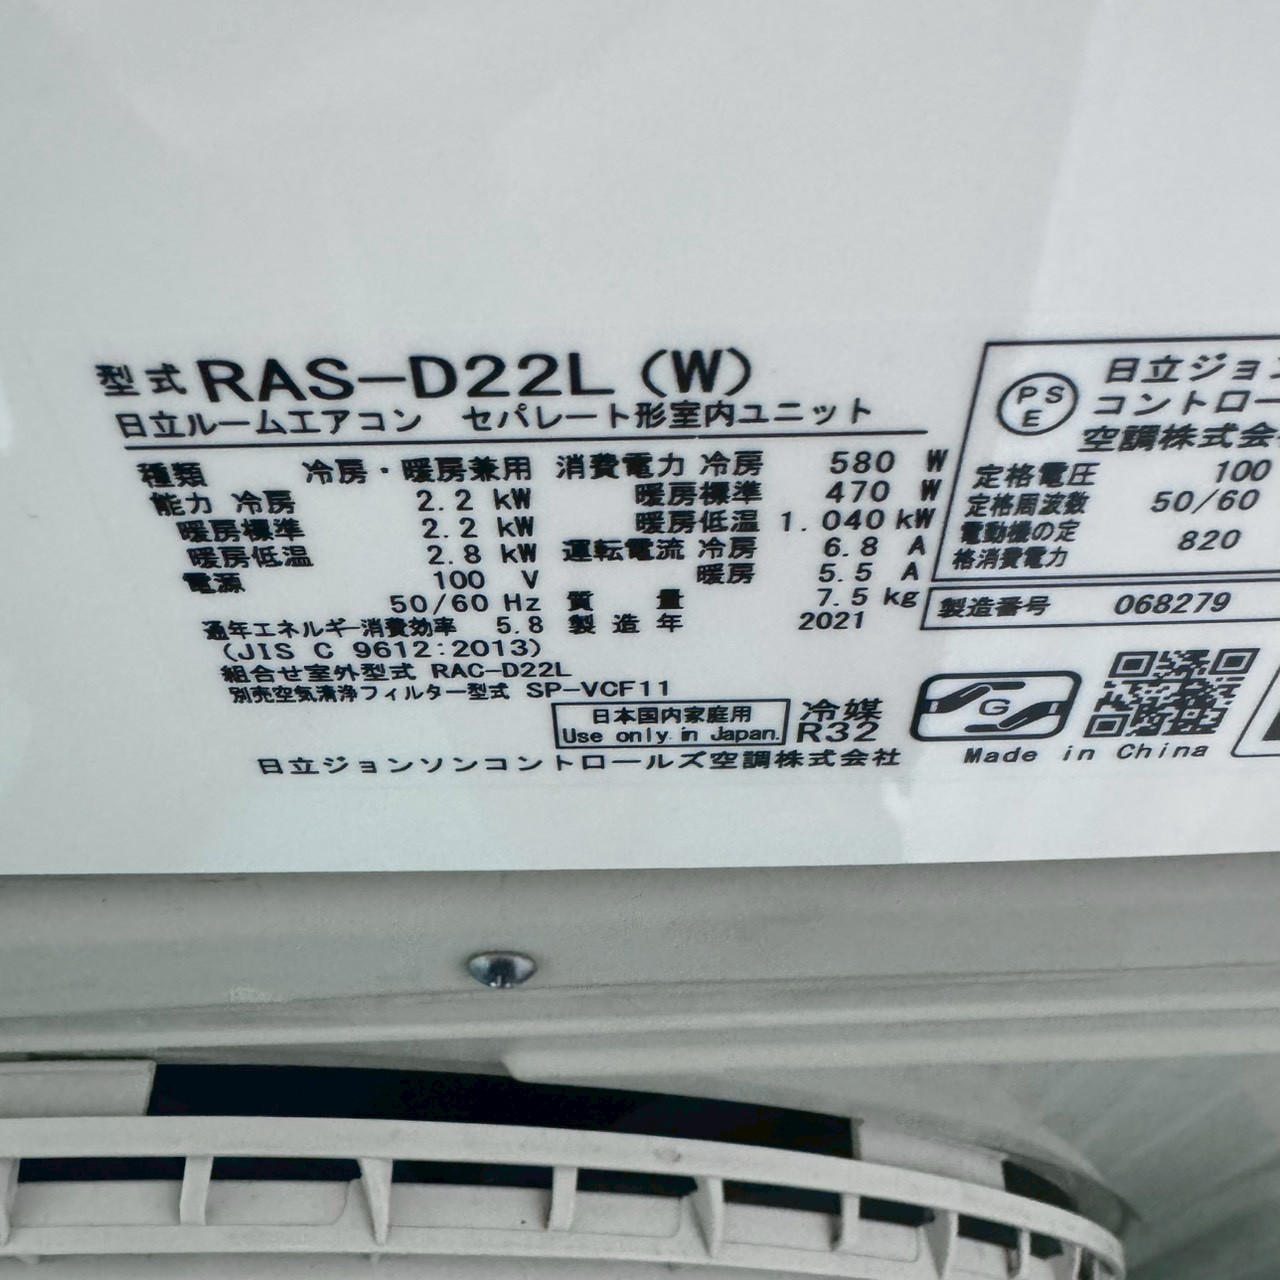 型式 RAS-D22L (W)
日立ルームエアコン セパレート形室内ユニット
種類 冷房・暖房兼用
能力 冷房 2.2 kW
暖房標準 2.2 kW
暖房低温 2.8 kW
電源 100 V
50/60 Hz
通年エネルギー消費効率 5.8
(JIS C 9612:2013)
組合せ室外型式 RAC-D22L
別売空気清浄フィルター型式 SP-VCF11
消費電力 冷房 580 W
暖房標準 470 W
暖房低温 1.040 kW
運転電流 冷房 6.8 A
暖房 5.5 A
質量 7.5 kg
製造年 2021
日本国内家庭用
Use only in Japan.
冷媒
R32
日立ジョンソンコントロールズ空調株式会社
PS
E
日立ジョン
コントロー
空調株式会
定格電圧 100
定格周波数 50/60
電動機の定
格消費電力 820
製造番号 068279
G
Made in China